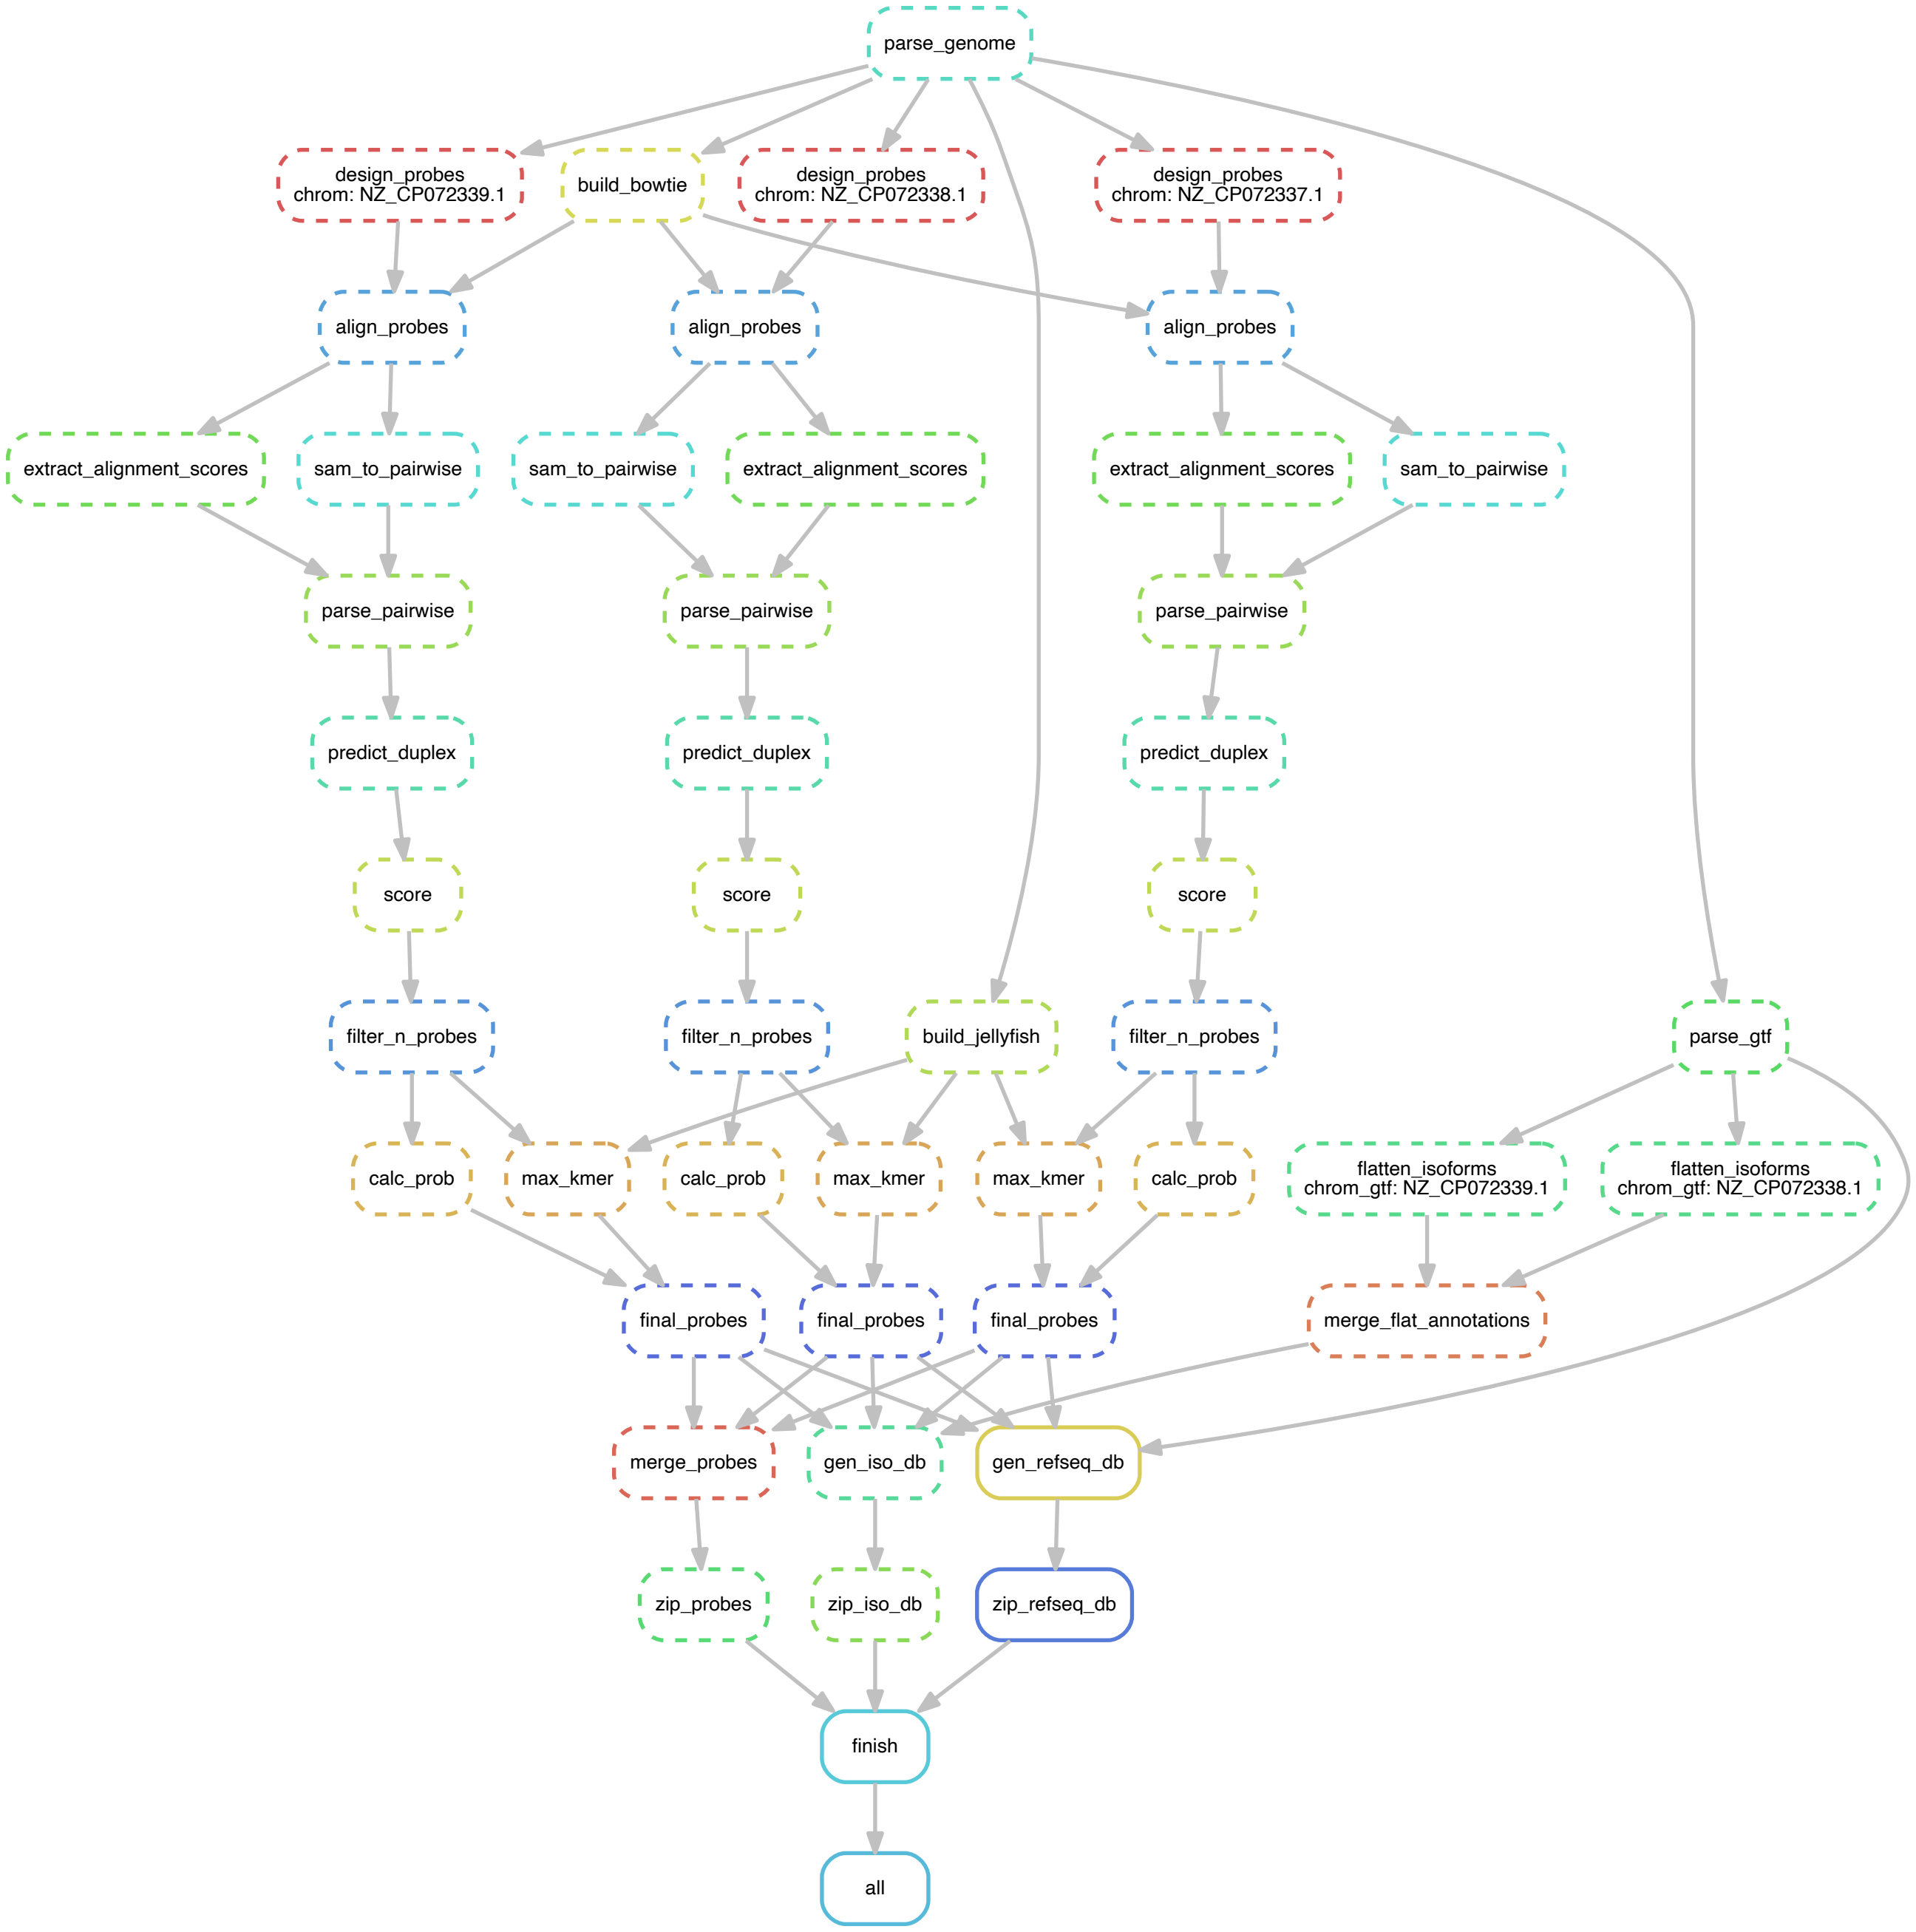 parse_genome
design_probes
chrom: NZ_CP072339.1
build_bowtie
design_probes
chrom: NZ_CP072338.1
design_probes
chrom: NZ_CP072337.1
align_probes
align_probes
align_probes
extract_alignment_scores
sam_to_pairwise
sam_to_pairwise
extract_alignment_scores
extract_alignment_scores
sam_to_pairwise
parse_pairwise
parse_pairwise
parse_pairwise
predict_duplex
predict_duplex
predict_duplex
score
score
score
filter_n_probes
filter_n_probes
build_jellyfish
filter_n_probes
parse_gtf
calc_prob
max_kmer
calc_prob
max_kmer
max_kmer
calc_prob
flatten_isoforms
chrom_gtf: NZ_CP072339.1
flatten_isoforms
chrom_gtf: NZ_CP072338.1
final_probes
final_probes
final_probes
merge_flat_annotations
merge_probes
gen_iso_db
gen_refseq_db
zip_probes
zip_iso_db
zip_refseq_db
finish
all